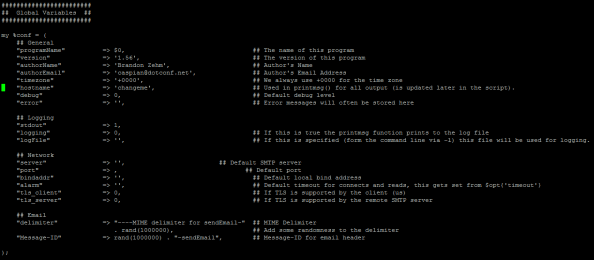 ########################
##  Global Variables  ##
########################
my %conf = (
## General
"programName" => $0, ## The name of this program
"version" => '1.56', ## The version of this program
"authorName" => 'Brandon Zehm', ## Author's Name
"authorEmail" => 'caspian@dotconf.net', ## Author's Email Address
"timezone" => '+0000', ## We always use +0000 for the time zone
"hostname" => 'changeme', ## Used in printmsg() for all output (is updated later in the script).
"debug" => 0, ## Default debug level
"error" => '', ## Error messages will often be stored here
## Logging
"stdout" => 1,
"logging" => 0, ## If this is true the printmsg function prints to the log file
"logFile" => '', ## If this is specified (form the command line via -l) this file will be used for logging.
## Network
"server" => '', ## Default SMTP server
"port" => , ## Default port
"bindaddr" => '', ## Default local bind address
"alarm" => '', ## Default timeout for connects and reads, this gets set from $opt{'timeout'}
"tls_client" => 0, ## If TLS is supported by the client (us)
"tls_server" => 0, ## If TLS is supported by the remote SMTP server
## Email
"delimiter" => "----MIME delimiter for sendEmail-" ## MIME Delimiter
. rand(1000000), ## Add some randomness to the delimiter
"Message-ID" => rand(1000000) . "-sendEmail", ## Message-ID for email header
);